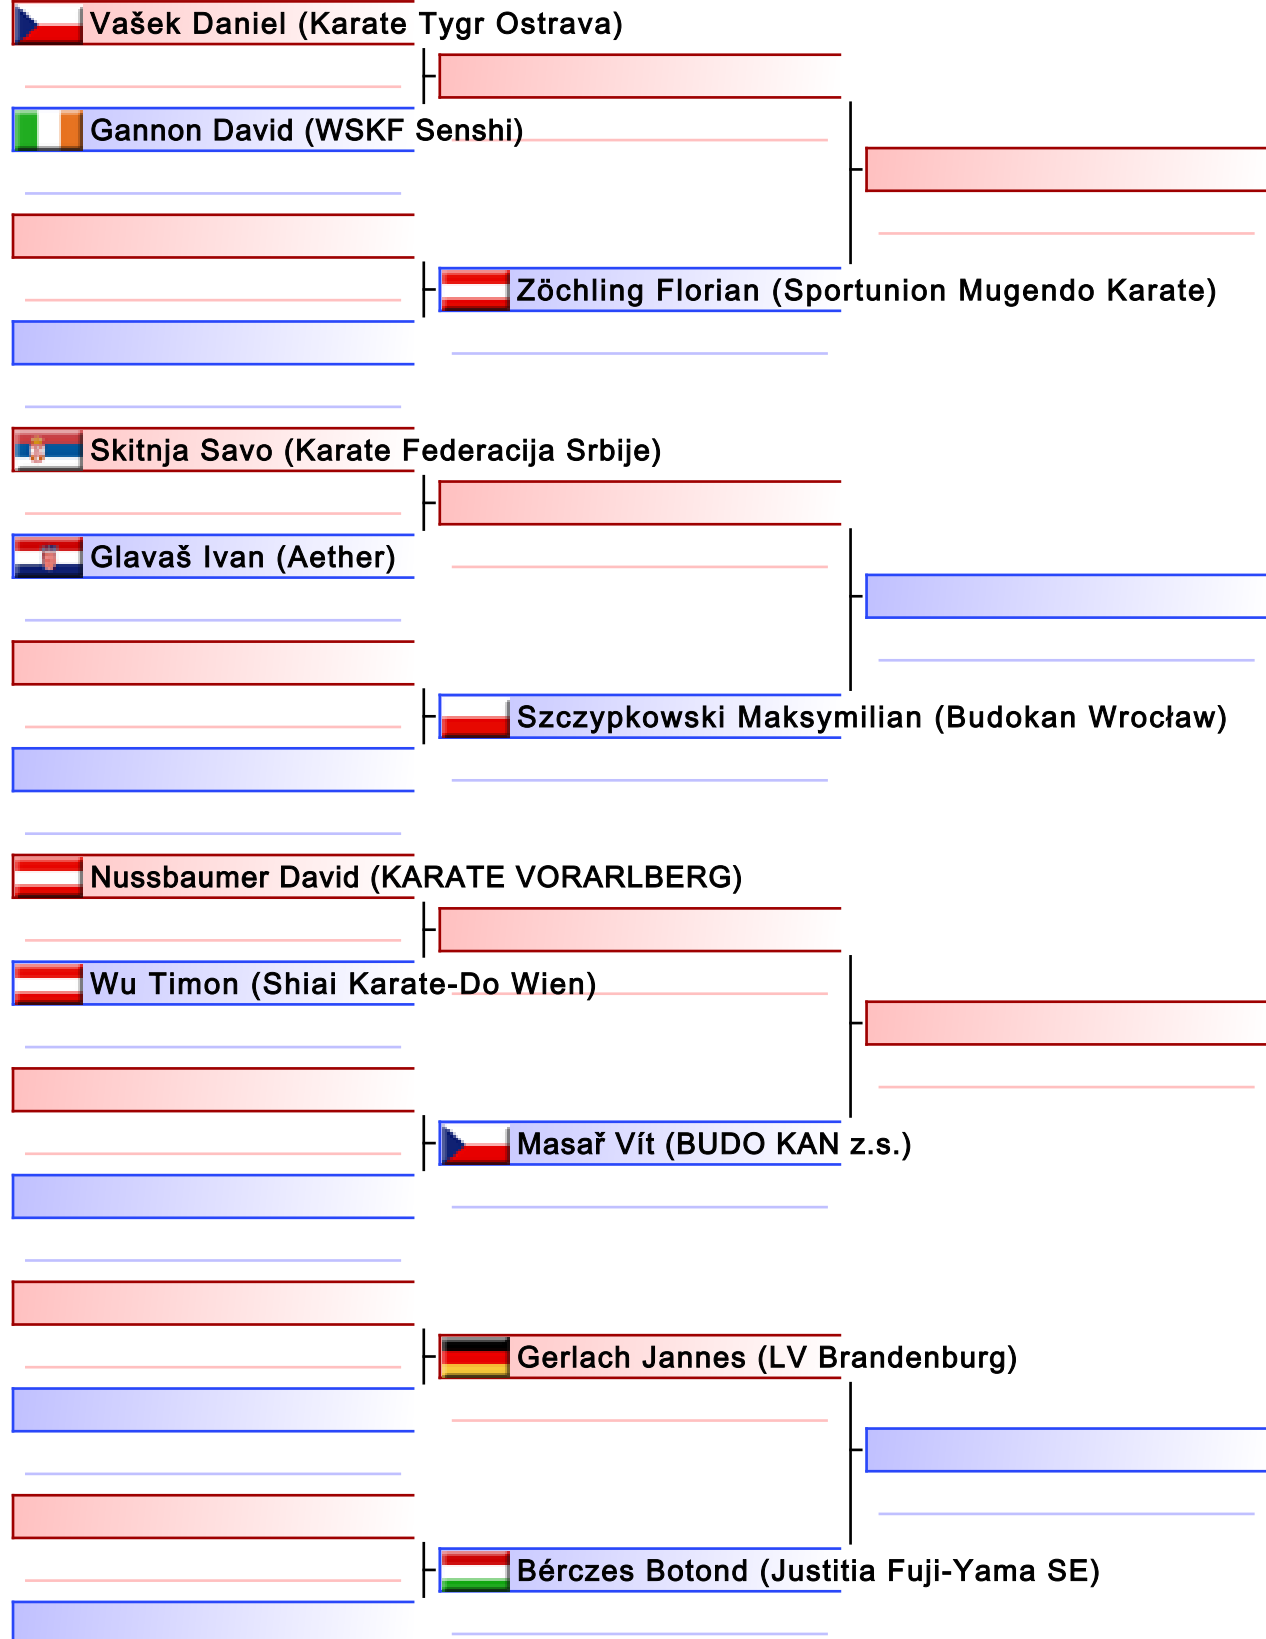 Vašek Daniel (Karate Tygr Ostrava)
Gannon David (WSKF Senshi)
Zöchling Florian (Sportunion Mugendo Karate)
Skitnja Savo (Karate Federacija Srbije)
Glavaš Ivan (Aether)
Szczypkowski Maksymilian (Budokan Wrocław)
Nussbaumer David (KARATE VORARLBERG)
Wu Timon (Shiai Karate-Do Wien)
Masař Vít (BUDO KAN z.s.)
Gerlach Jannes (LV Brandenburg)
Bérczes Botond (Justitia Fuji-Yama SE)